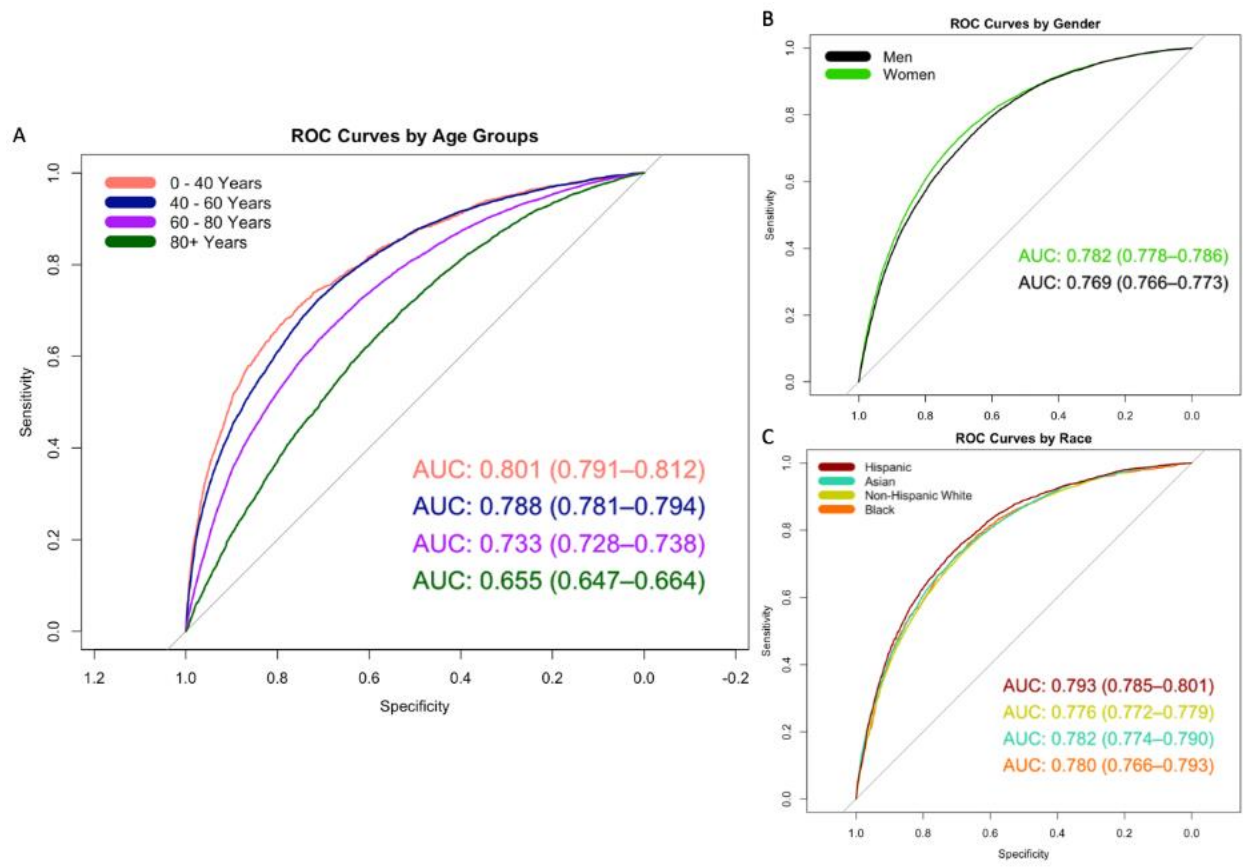 A
ROC Curves by Age Groups
0 - 40 Years
40 - 60 Years
60 - 80 Years
80+ Years
AUC: 0.801 (0.791–0.812)
AUC: 0.788 (0.781–0.794)
AUC: 0.733 (0.728–0.738)
AUC: 0.655 (0.647–0.664)
Sensitivity
1.0
0.8
0.6
0.4
0.2
0.0
1.2 1.0 0.8 0.6 0.4 0.2 0.0 -0.2
Specificity
B
ROC Curves by Gender
Men
Women
AUC: 0.782 (0.778–0.786)
AUC: 0.769 (0.766–0.773)
Sensitivity
1.0
0.8
0.6
0.4
0.2
0.0
1.0 0.8 0.6 0.4 0.2 0.0
C
ROC Curves by Race
Hispanic
Asian
Non-Hispanic White
Black
AUC: 0.793 (0.785–0.801)
AUC: 0.776 (0.772–0.779)
AUC: 0.782 (0.774–0.790)
AUC: 0.780 (0.766–0.793)
Sensitivity
1.0
0.8
0.6
0.4
0.2
0.0
1.0 0.8 0.6 0.4 0.2 0.0
Specificity